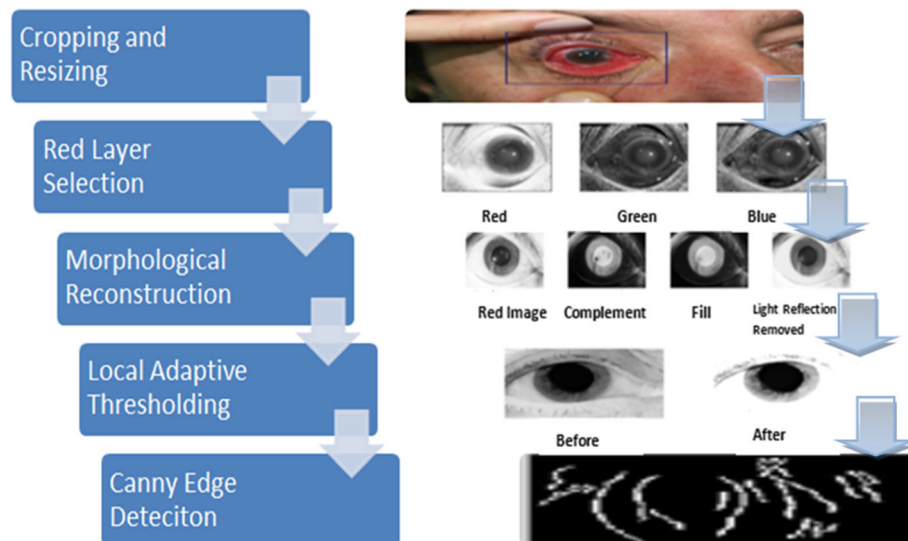 Cropping and
Resizing
Red Layer
Selection
Red
Green
Blue
Morphological
Reconstruction
Red Image
Complement
Fill
Light Reflection
Removed
Local Adaptive
Thresholding
Before
After
Canny Edge
Deteciton